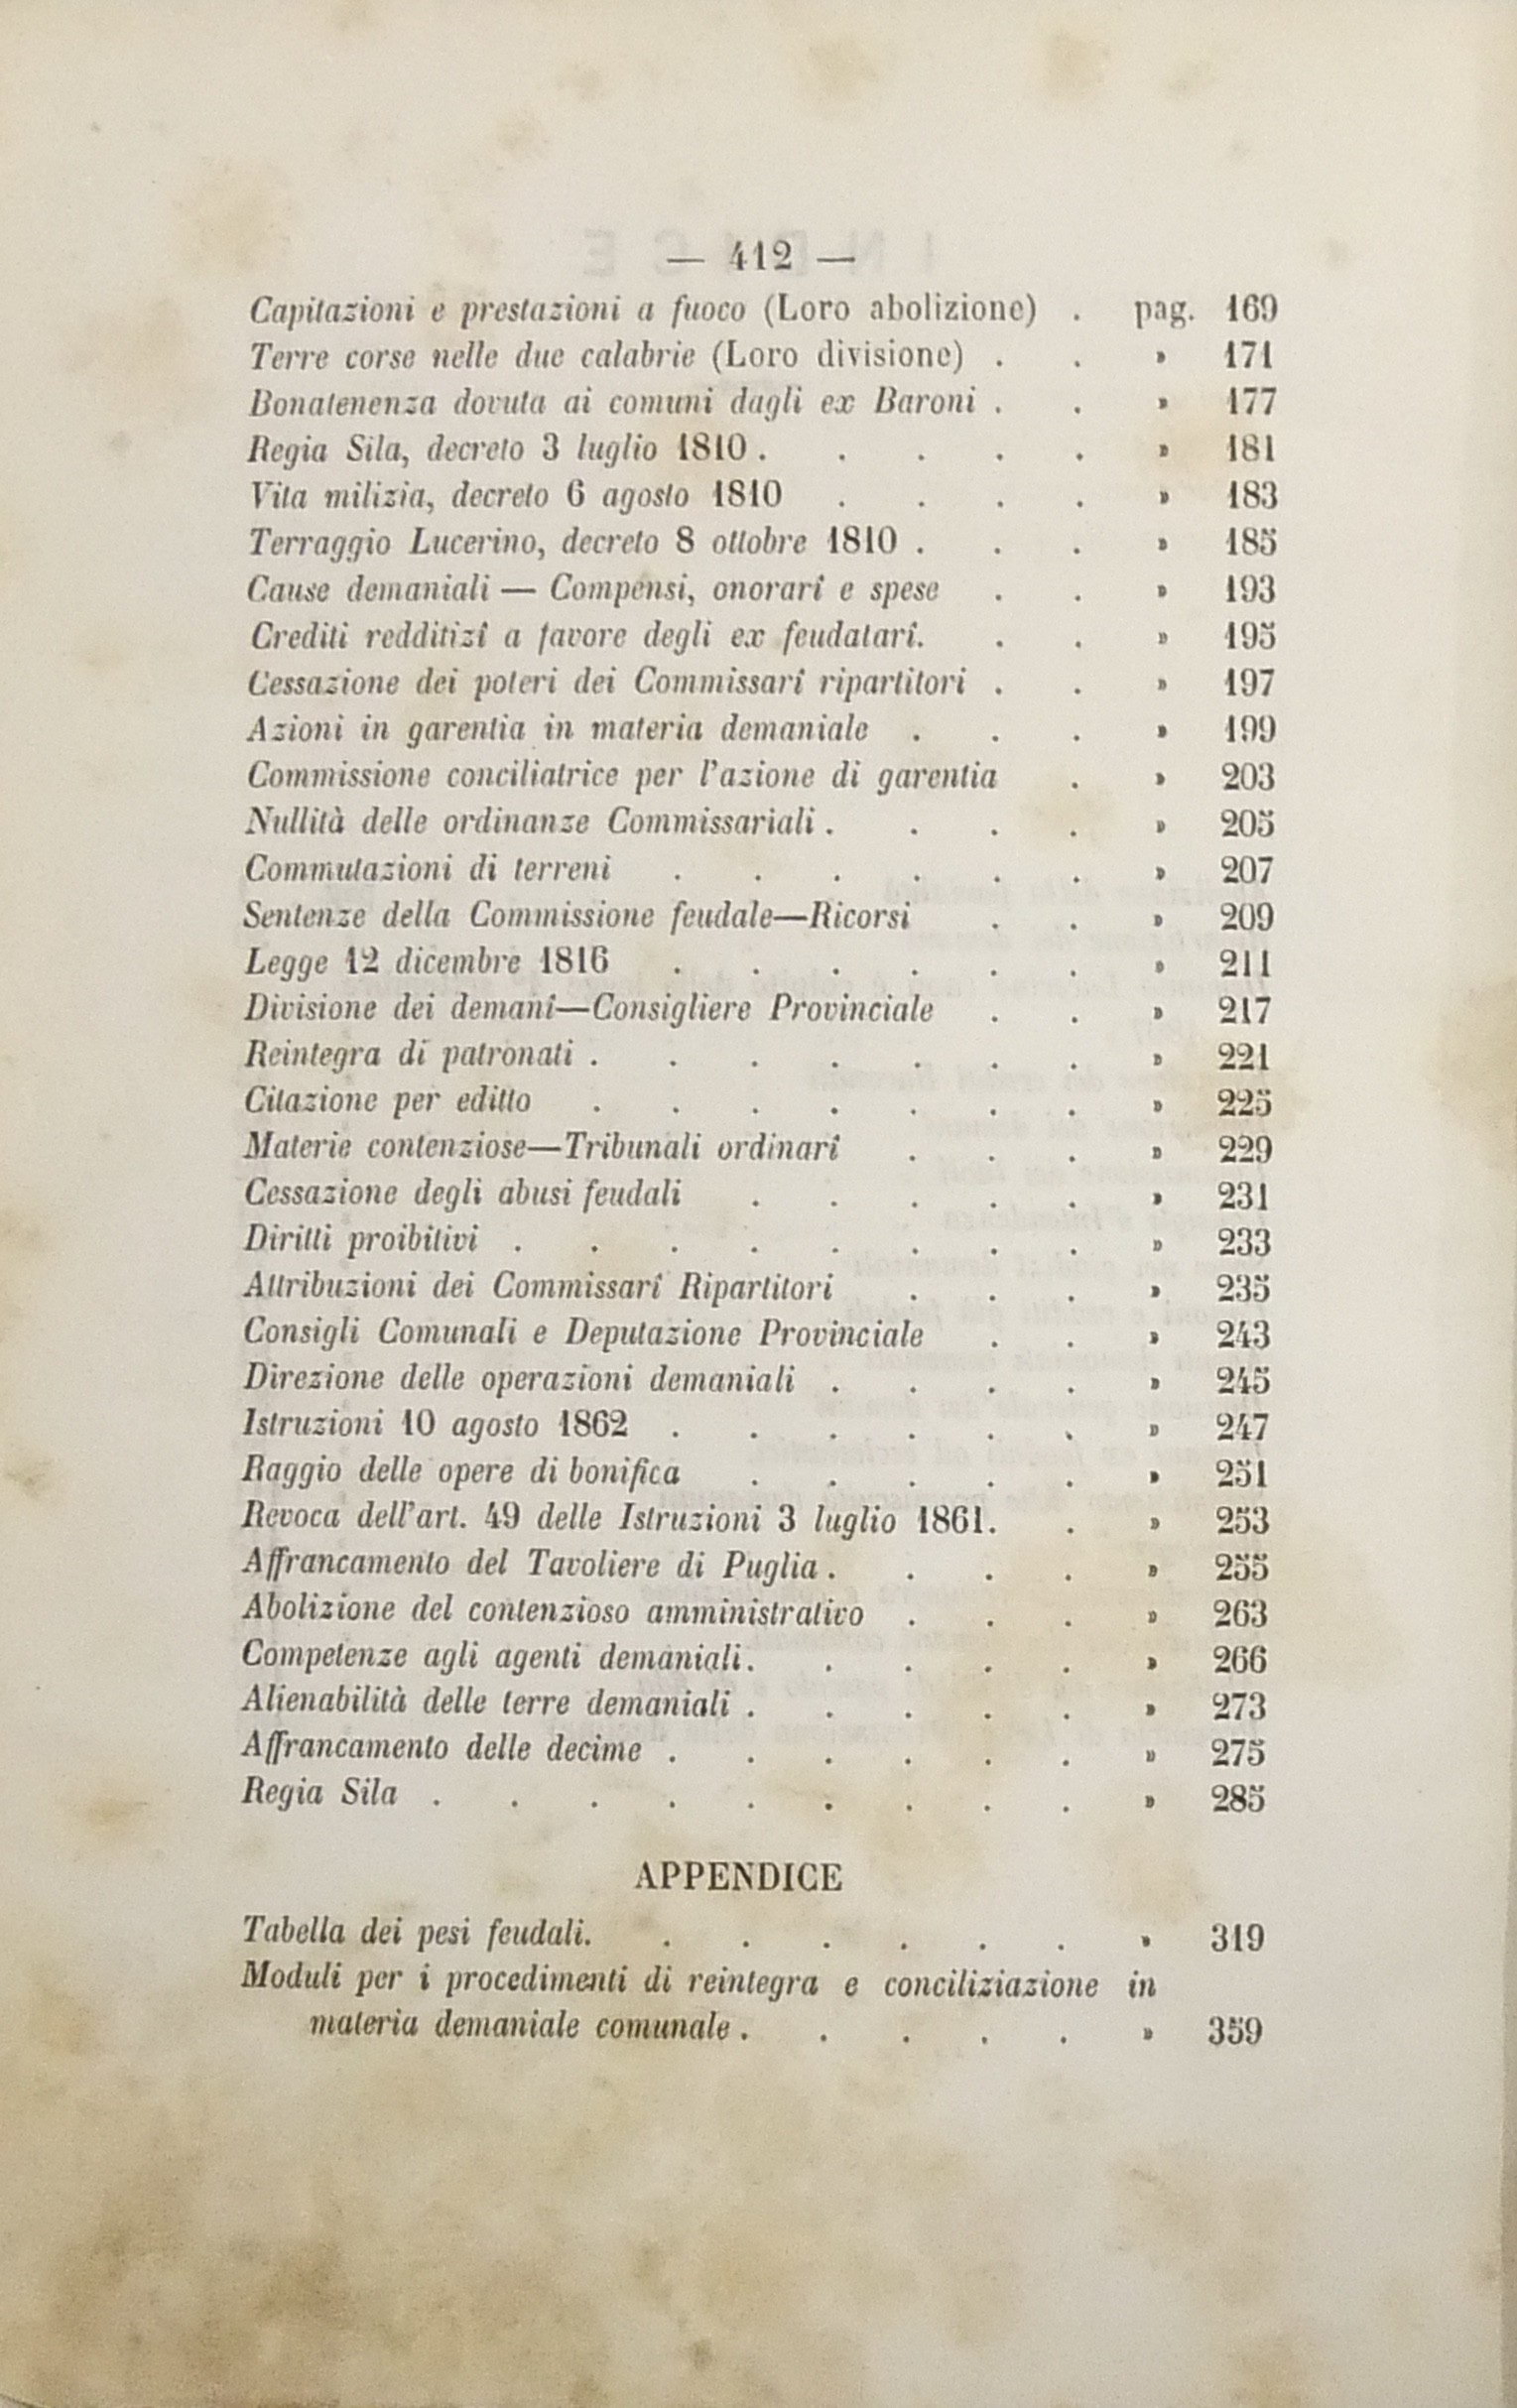 — 412 —
Capitazioni e prestazioni a fuoco (Loro abolizione) . pag. 169
Terre corse nelle due calabrie (Loro divisione) . . » 171
Bonatenenza dovuta ai comuni dagli ex Baroni . . » 177
Regia Sila, decreto 3 luglio 1810 . . . . . » 181
Vita milizia, decreto 6 agosto 1810 . . . . » 183
Terraggio Lucerino, decreto 8 ottobre 1810 . . . » 185
Cause demaniali — Compensi, onorarî e spese . . » 193
Crediti redditizî a favore degli ex feudatarî. . . » 195
Cessazione dei poteri dei Commissarî ripartitori . . » 197
Azioni in garentia in materia demaniale . . . » 199
Commissione conciliatrice per l'azione di garentia . » 203
Nullità delle ordinanze Commissariali . . . . » 205
Commutazioni di terreni . . . . . . » 207
Sentenze della Commissione feudale—Ricorsi . . » 209
Legge 12 dicembre 1816 . . . . . . » 211
Divisione dei demanî—Consigliere Provinciale . . » 217
Reintegra di patronati . . . . . . . » 221
Citazione per editto . . . . . . . » 225
Materie contenziose—Tribunali ordinarî . . . » 229
Cessazione degli abusi feudali . . . . . » 231
Diritti proibitivi . . . . . . . . » 233
Attribuzioni dei Commissarî Ripartitori . . . » 235
Consigli Comunali e Deputazione Provinciale . . » 243
Direzione delle operazioni demaniali . . . . » 245
Istruzioni 10 agosto 1862 . . . . . . » 247
Raggio delle opere di bonifica . . . . . » 251
Revoca dell'art. 49 delle Istruzioni 3 luglio 1861. . » 253
Affrancamento del Tavoliere di Puglia . . . . » 255
Abolizione del contenzioso amministrativo . . . » 263
Competenze agli agenti demaniali. . . . . » 266
Alienabilità delle terre demaniali . . . . . » 273
Affrancamento delle decime . . . . . . » 275
Regia Sila . . . . . . . . . » 285
APPENDICE
Tabella dei pesi feudali. . . . . . . » 319
Moduli per i procedimenti di reintegra e conciliziazione in
materia demaniale comunale . . . . . » 359